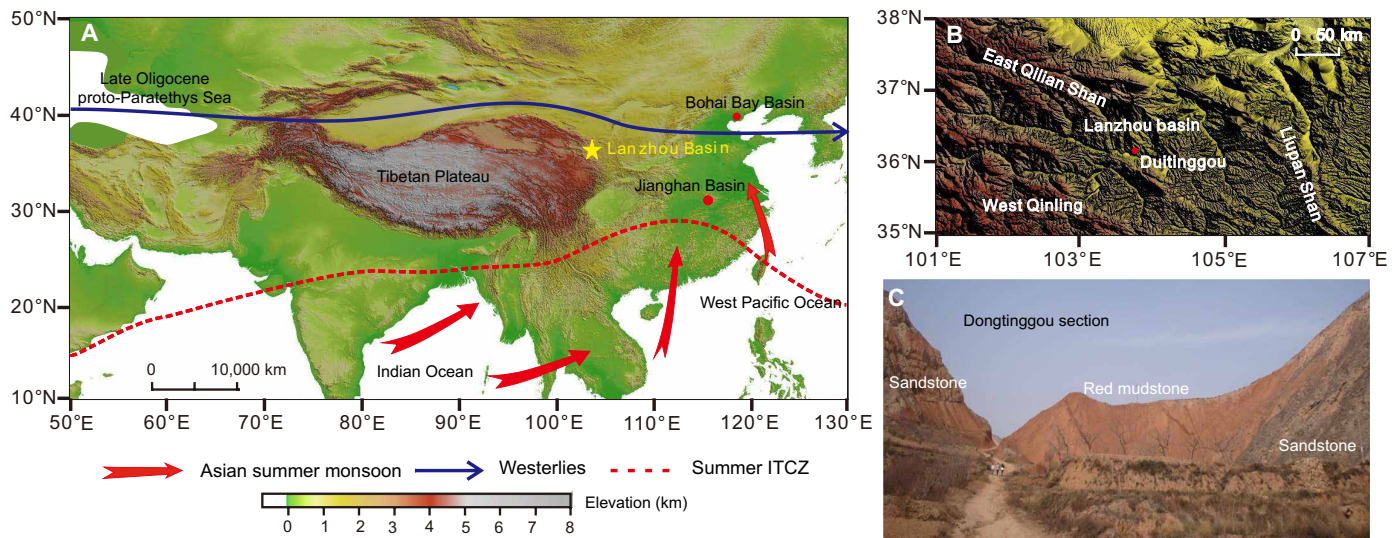 50°N
40°N
30°N
20°N
10°N
A
Late Oligocene
proto-Paratethys Sea
Bohai Bay Basin
Lanzhou Basin
Tibetan Plateau
Jianghan Basin
West Pacific Ocean
Indian Ocean
0 10,000 km
50°E 60°E 70°E 80°E 90°E 100°E 110°E 120°E 130°E
Asian summer monsoon
Westerlies
Summer ITCZ
Elevation (km)
0 1 2 3 4 5 6 7 8
38°N
37°N
36°N
35°N
B
0 50 km
East Qilian Shan
Lanzhou basin
Duitinggou
Liupan Shan
West Qinling
101°E 103°E 105°E 107°E
C
Dongtinggou section
Sandstone
Red mudstone
Sandstone